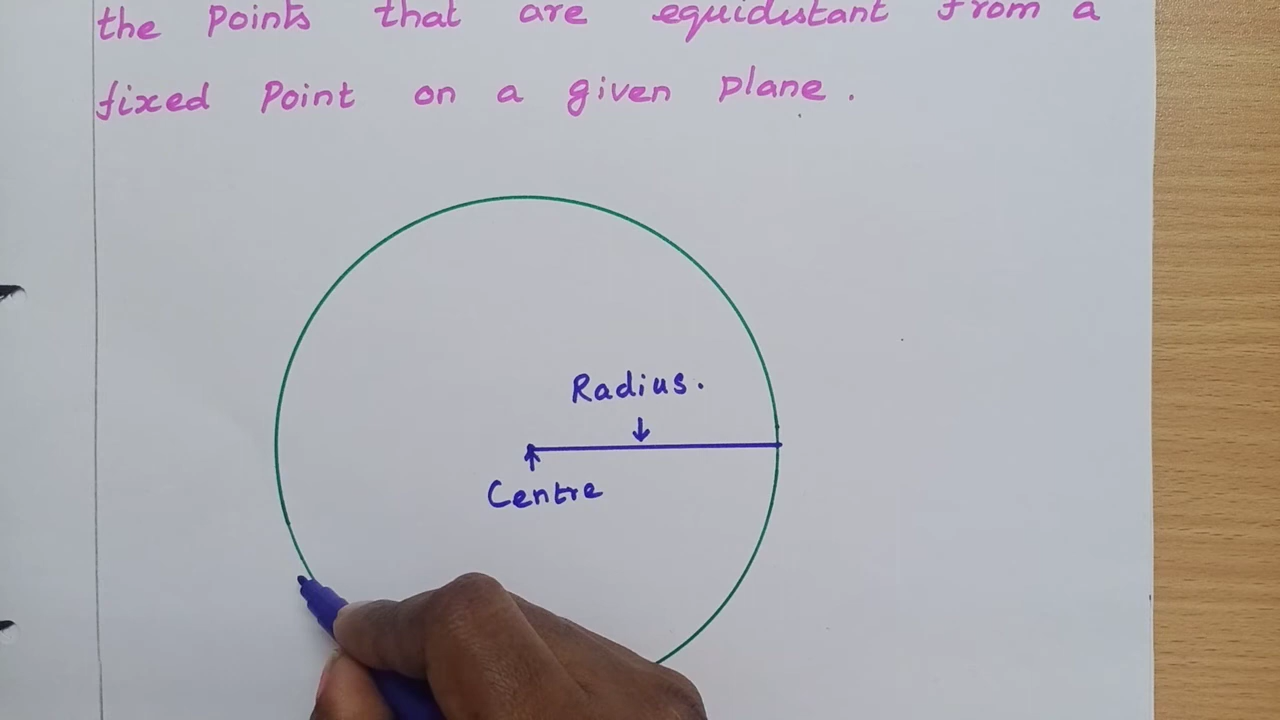 the points that are equidistant from a
fixed Point on a given plane .
Radius .
Centre